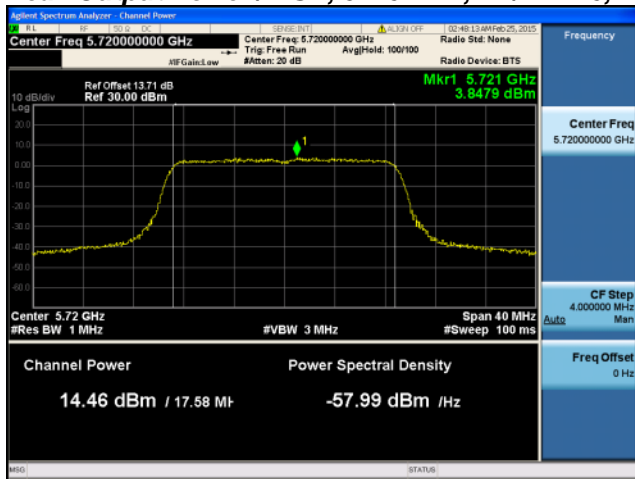 Agilent Spectrum Analyzer - Channel Power
RL RF 50 Ω DC SENSE:INT ALIGN OFF 02:48:13 AM Feb 25, 2015
Center Freq 5.720000000 GHz
Center Freq: 5.720000000 GHz Radio Std: None
Trig: Free Run Avg|Hold: 100/100
#IFGain:Low #Atten: 20 dB Radio Device: BTS
Frequency
Mkr1 5.721 GHz
3.8479 dBm
Ref Offset 13.71 dB
10 dB/div Ref 30.00 dBm
Log
20.0
10.0
0.00
-10.0
-20.0
-30.0
-40.0
-50.0
-60.0
1
Center Freq
5.720000000 GHz
Center 5.72 GHz Span 40 MHz
#Res BW 1 MHz #VBW 3 MHz #Sweep 100 ms
CF Step
4.000000 MHz
Auto Man
Channel Power Power Spectral Density
14.46 dBm / 17.58 MH -57.99 dBm /Hz
Freq Offset
0 Hz
MSG STATUS